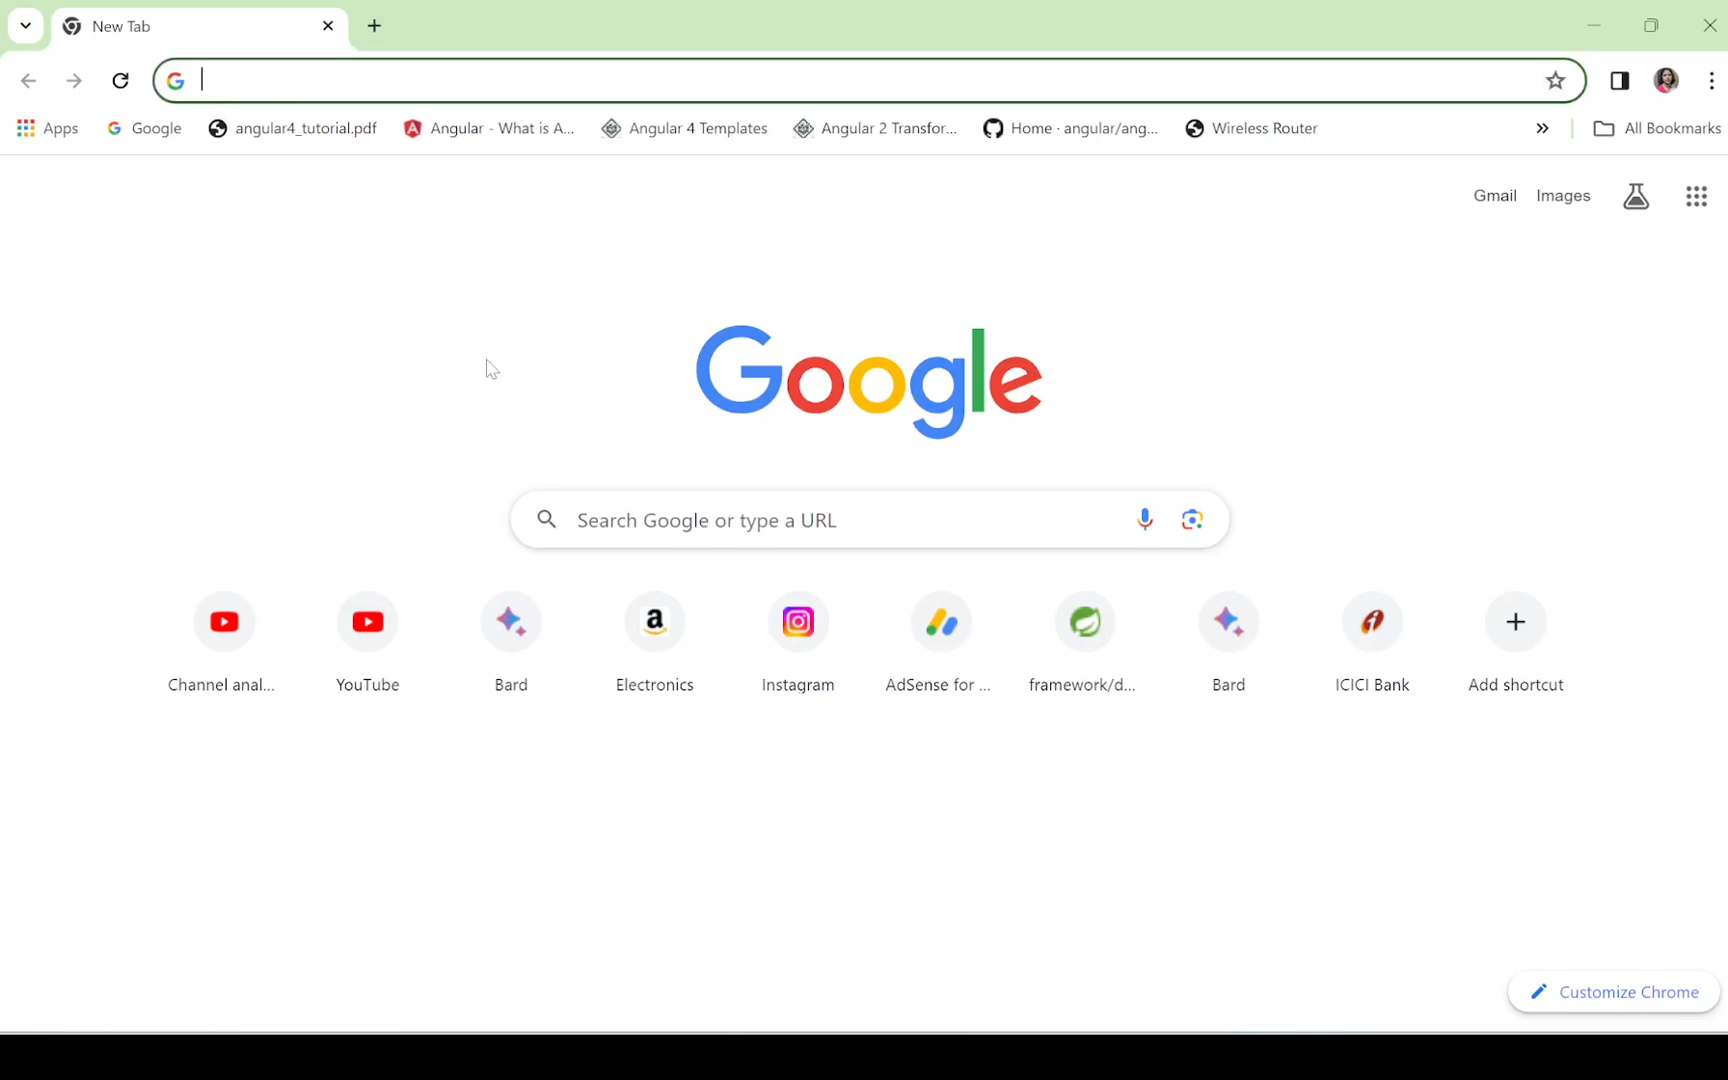 New Tab
Apps Google angular4_tutorial.pdf Angular - What is A... Angular 4 Templates Angular 2 Transfor... Home · angular/ang... Wireless Router All Bookmarks
Gmail Images
Google
Search Google or type a URL
Channel anal... YouTube Bard Electronics Instagram AdSense for ... framework/d... Bard ICICI Bank Add shortcut
Customize Chrome